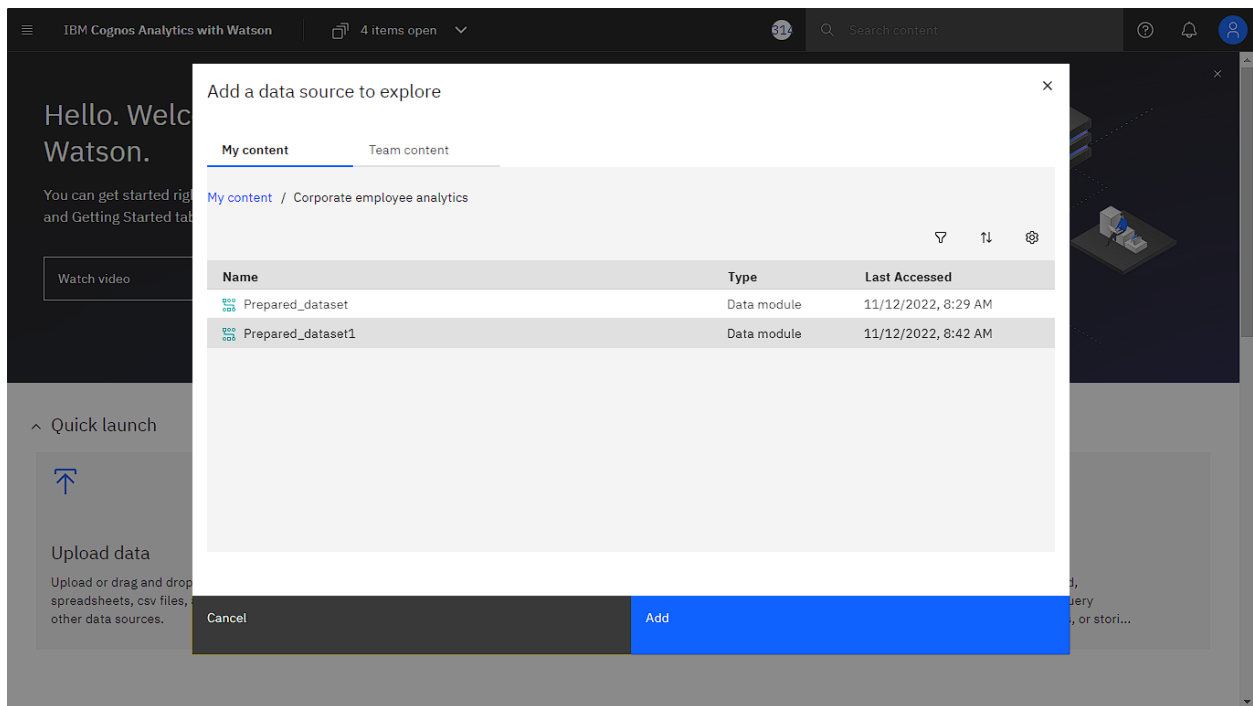 IBM Cognos Analytics with Watson
4 items open
314
Search content
Hello. Welc
Watson.
You can get started rig
and Getting Started tab
Watch video
Add a data source to explore
My content
Team content
My content / Corporate employee analytics
Name Type Last Accessed
Prepared_dataset Data module 11/12/2022, 8:29 AM
Prepared_dataset1 Data module 11/12/2022, 8:42 AM
Cancel
Add
Quick launch
Upload data
Upload or drag and drop
spreadsheets, csv files,
other data sources.
d,
uery
, or stori...